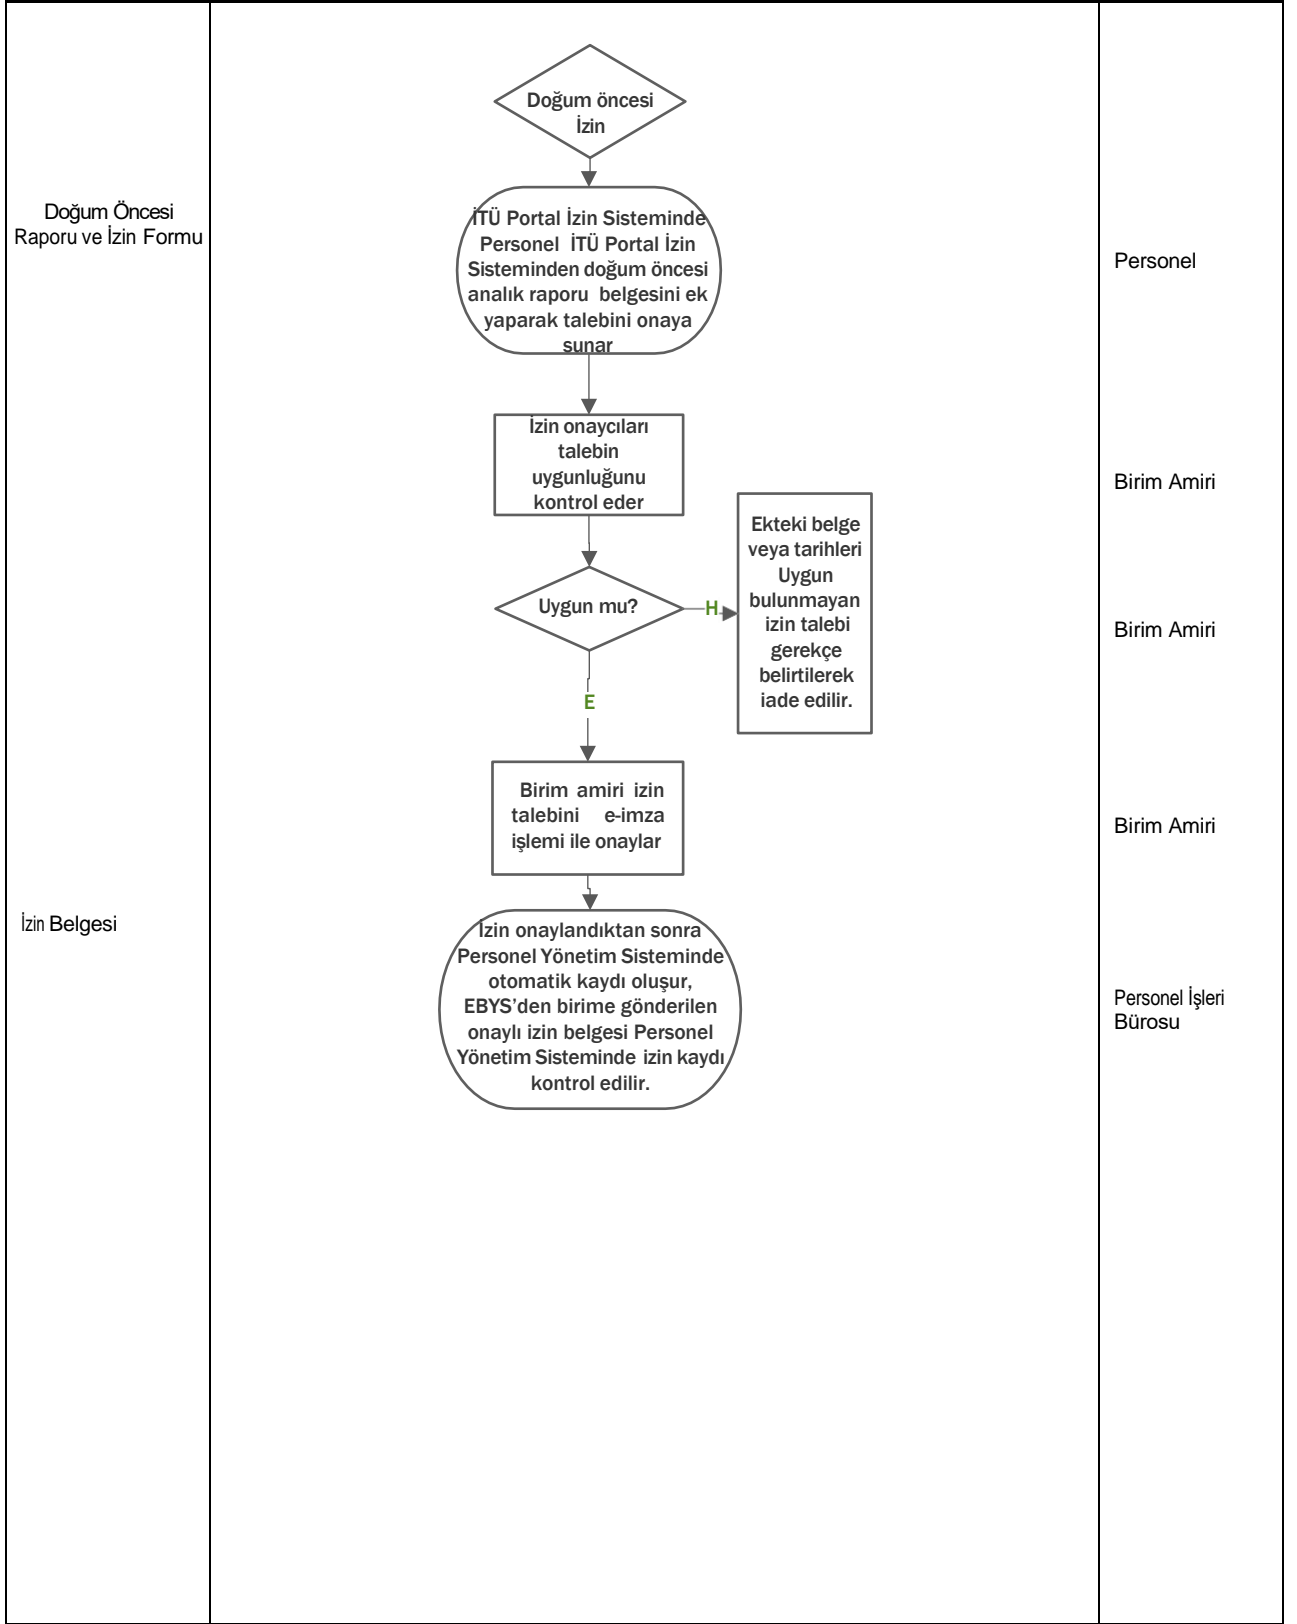 Doğum öncesi
İzin
Doğum Öncesi
Raporu ve İzin Formu
İTÜ Portal İzin Sisteminde
Personel İTÜ Portal İzin
Sisteminden doğum öncesi
analık raporu belgesini ek
yaparak talebini onaya
sunar
Personel
İzin onaycıları
talebin
uygunluğunu
kontrol eder
Birim Amiri
Uygun mu?
H
Ekteki belge
veya tarihleri
Uygun
bulunmayan
izin talebi
gerekçe
belirtilerek
iade edilir.
Birim Amiri
E
Birim amiri izin
talebini e-imza
işlemi ile onaylar
Birim Amiri
İzin Belgesi
İzin onaylandıktan sonra
Personel Yönetim Sisteminde
otomatik kaydı oluşur,
EBYS’den birime gönderilen
onaylı izin belgesi Personel
Yönetim Sisteminde izin kaydı
kontrol edilir.
Personel İşleri
Bürosu